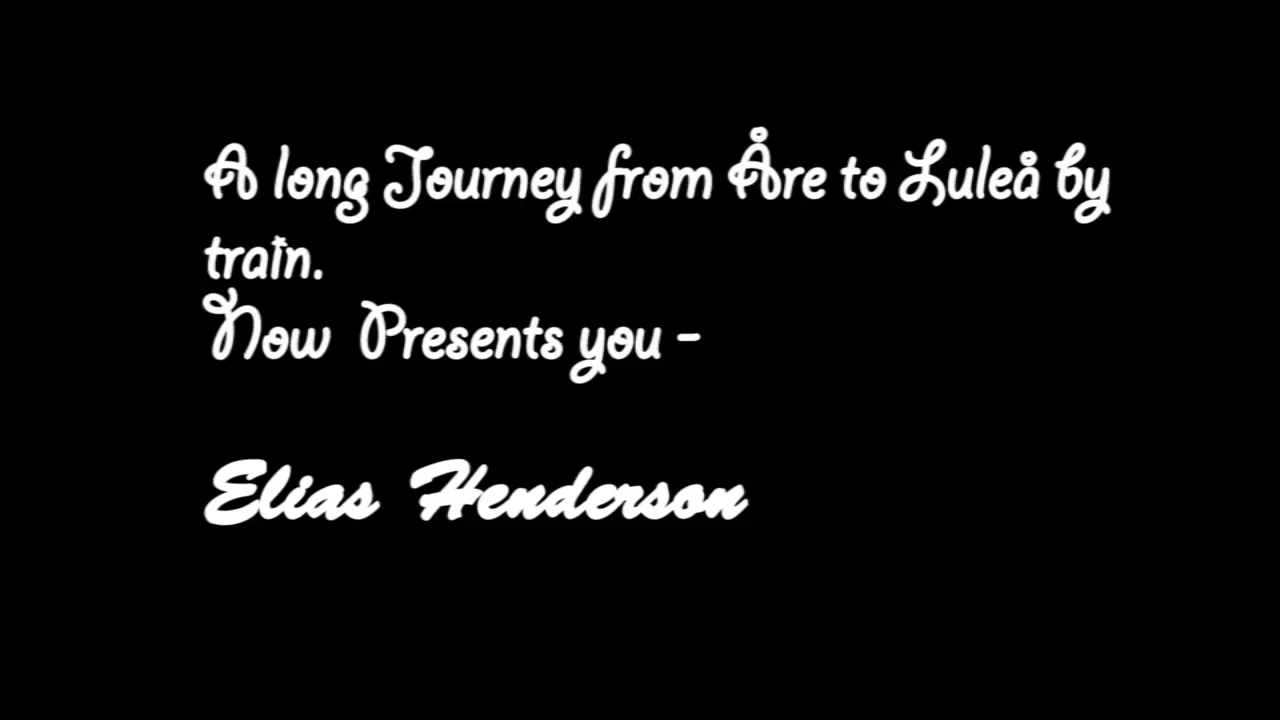 A long Journey from Åre to Luleå by
train.
Now Presents you -
Elias Henderson